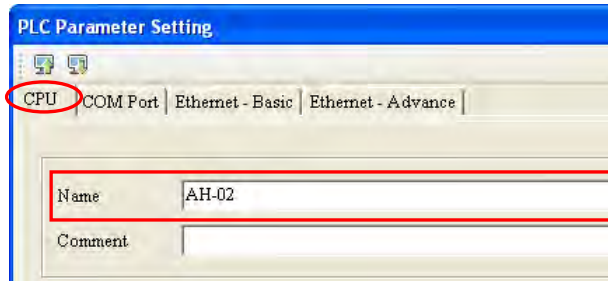 PLC Parameter Setting
CPU COM Port Ethernet - Basic Ethernet - Advance
Name AH-02
Comment